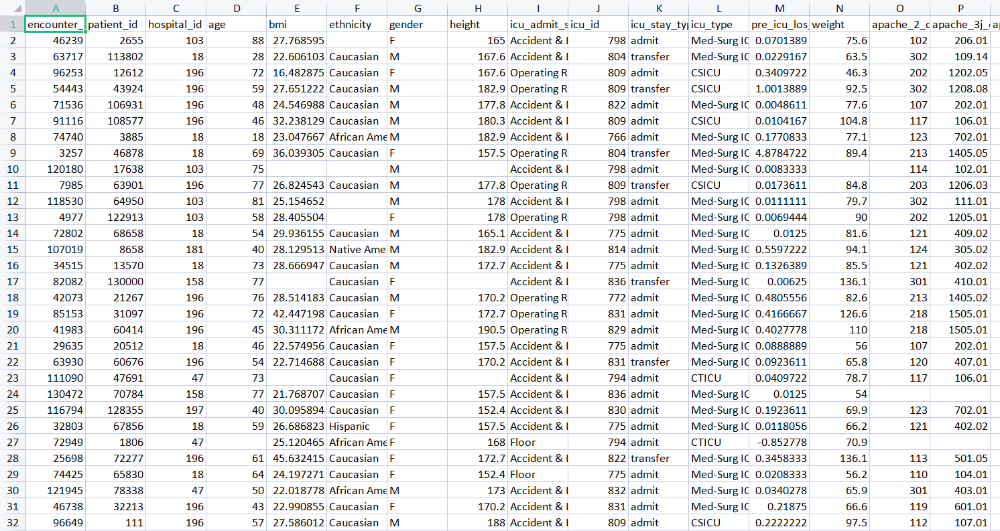 A B C D E F G H I J K L M N O P
1 encounter_ patient_id hospital_id age bmi ethnicity gender height icu_admit_s icu_id icu_stay_typ icu_type pre_icu_los_ weight apache_2_d apache_3j_d ap
2 46239 2655 103 88 27.768595 F 165 Accident & 798 admit Med-Surg IC 0.0701389 75.6 102 206.01
3 63717 113802 18 28 22.606103 Caucasian M 167.6 Accident & 804 transfer Med-Surg IC 0.0229167 63.5 302 109.14
4 96253 12612 196 72 16.482875 Caucasian F 167.6 Operating R 809 admit CSICU 0.3409722 46.3 202 1202.05
5 54443 43924 196 59 27.651222 Caucasian M 182.9 Operating R 809 transfer CSICU 1.0013889 92.5 302 1208.08
6 71536 106931 196 48 24.546988 Caucasian M 177.8 Accident & 822 admit Med-Surg IC 0.0048611 77.6 107 202.01
7 91116 108577 196 46 32.238129 Caucasian M 180.3 Accident & 809 admit CSICU 0.0104167 104.8 117 106.01
8 74740 3885 18 18 23.047667 African Ame M 182.9 Accident & 766 admit Med-Surg IC 0.1770833 77.1 123 702.01
9 3257 46878 18 69 36.039305 Caucasian F 157.5 Operating R 804 transfer Med-Surg IC 4.8784722 89.4 213 1405.05
10 120180 17638 103 75 M Accident & 798 admit Med-Surg IC 0.0083333 114 102.01
11 7985 63901 196 77 26.824543 Caucasian M 177.8 Operating R 809 transfer CSICU 0.0173611 84.8 203 1206.03
12 118530 64950 103 81 25.154652 M 178 Accident & 798 admit Med-Surg IC 0.0111111 79.7 302 111.01
13 4977 122913 103 58 28.405504 F 178 Operating R 798 admit Med-Surg IC 0.0069444 90 202 1205.01
14 72802 68658 18 54 29.936155 Caucasian M 165.1 Accident & 775 admit Med-Surg IC 0.0125 81.6 121 409.02
15 107019 8658 181 40 28.129513 Native Ame M 182.9 Accident & 814 admit Med-Surg IC 0.5597222 94.1 124 305.02
16 34515 13570 18 73 28.666947 Caucasian M 172.7 Accident & 775 admit Med-Surg IC 0.1326389 85.5 121 402.02
17 82082 130000 158 77 Caucasian F Accident & 836 transfer Med-Surg IC 0.00625 136.1 301 410.01
18 42073 21267 196 76 28.514183 Caucasian M 170.2 Operating R 772 admit Med-Surg IC 0.4805556 82.6 213 1405.02
19 85153 31097 196 72 42.447198 Caucasian F 172.7 Operating R 831 admit Med-Surg IC 0.4166667 126.6 218 1505.01
20 41983 60414 196 45 30.311172 African Ame M 190.5 Operating R 829 admit Med-Surg IC 0.4027778 110 218 1505.01
21 29635 20512 18 46 22.574956 Caucasian F 157.5 Accident & 775 admit Med-Surg IC 0.0888889 56 107 202.01
22 63930 60676 196 54 22.714688 Caucasian F 170.2 Accident & 831 transfer Med-Surg IC 0.0923611 65.8 120 407.01
23 111090 47691 47 73 Caucasian F Accident & 794 admit CTICU 0.0409722 78.7 117 106.01
24 130472 70784 158 77 21.768707 Caucasian F 157.5 Accident & 836 admit Med-Surg IC 0.0125 54
25 116794 128355 197 40 30.095894 Caucasian F 152.4 Accident & 830 admit Med-Surg IC 0.1923611 69.9 123 702.01
26 32803 67856 18 59 26.686823 Hispanic F 157.5 Accident & 775 admit Med-Surg IC 0.0118056 66.2 121 402.02
27 72949 1806 47 25.120465 African Ame F 168 Floor 794 admit CTICU -0.852778 70.9
28 25698 72277 196 61 45.632415 Caucasian F 172.7 Accident & 822 transfer Med-Surg IC 0.3458333 136.1 113 501.05
29 74425 65830 18 64 24.197271 Caucasian F 152.4 Floor 775 admit Med-Surg IC 0.0208333 56.2 110 104.01
30 121945 78338 47 50 22.018778 African Ame M 173 Accident & 832 admit Med-Surg IC 0.0340278 65.9 301 403.01
31 46738 32213 196 43 22.990855 Caucasian F 170.2 Accident & 831 admit Med-Surg IC 0.21875 66.6 119 601.01
32 96649 111 196 57 27.586012 Caucasian M 188 Accident & 809 admit CSICU 0.2222222 97.5 112 107.01